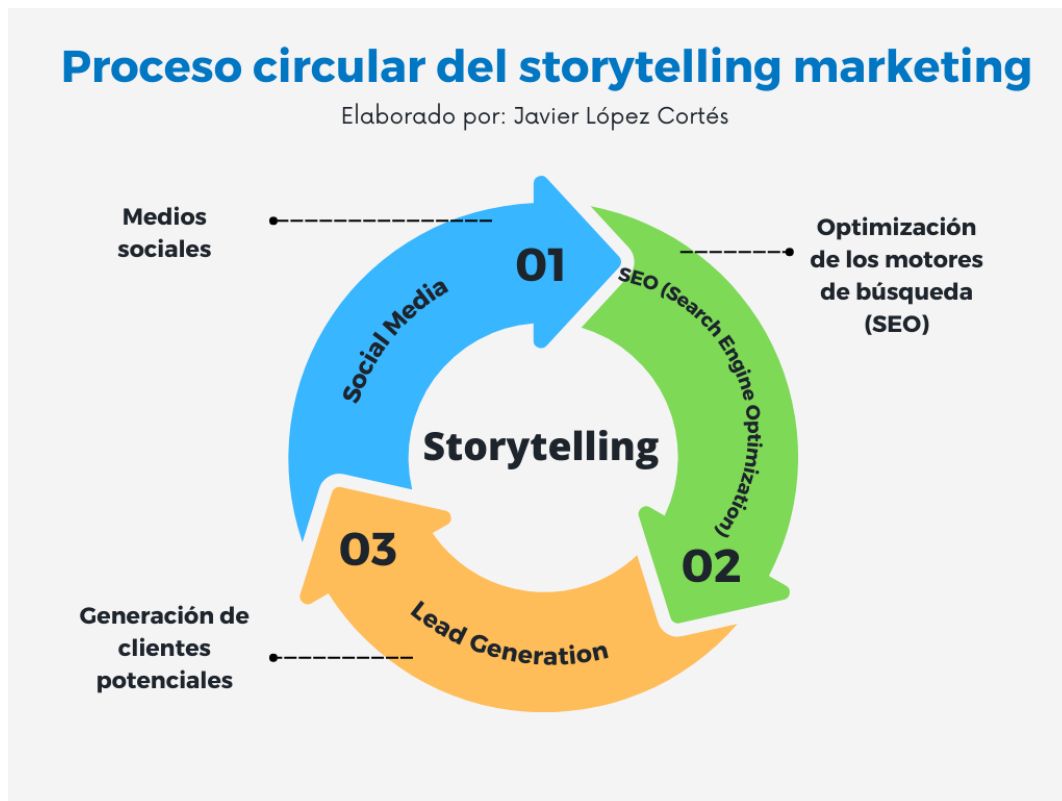 Proceso circular del storytelling marketing
Elaborado por: Javier López Cortés
Medios
sociales
01
Social Media
Optimización
de los motores
de búsqueda
(SEO)
SEO (Search Engine Optimization)
02
Storytelling
03
Lead Generation
Generación de
clientes
potenciales